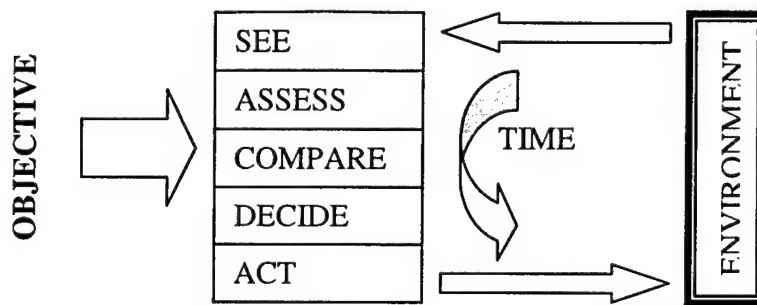 OBJECTIVE
SEE
ASSESS
COMPARE
DECIDE
ACT
TIME
ENVIRONMENT